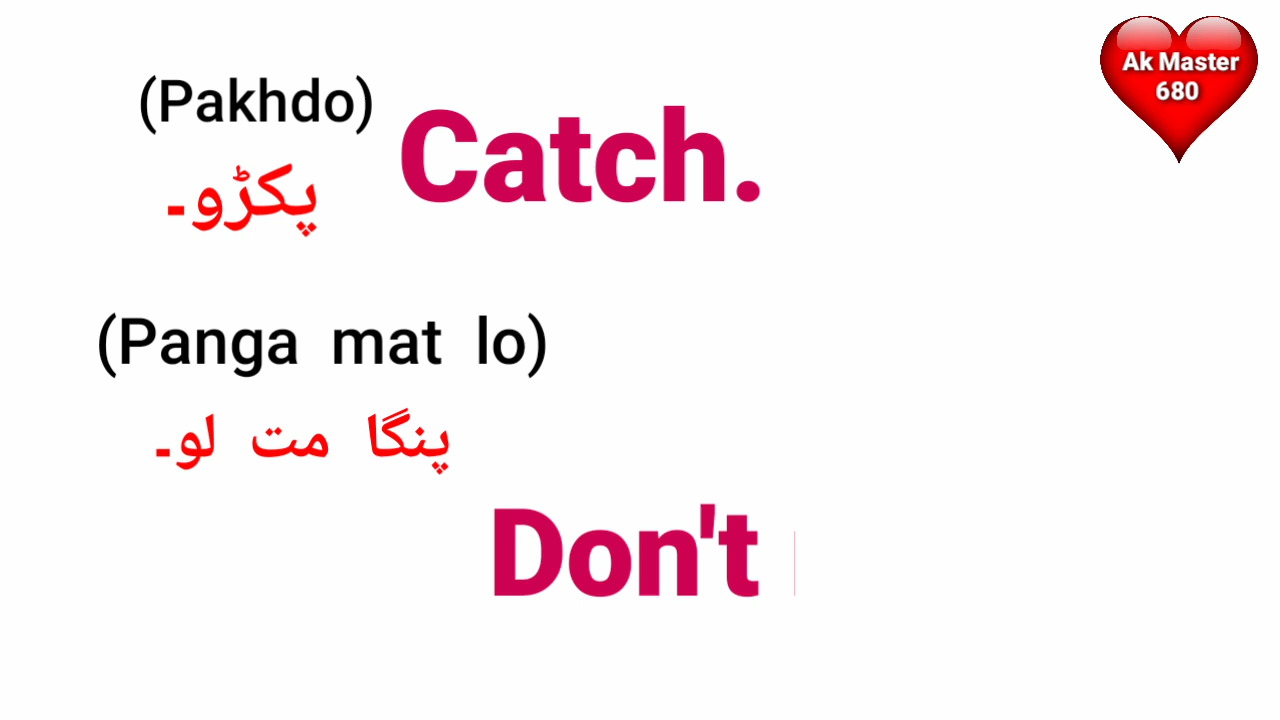 Ak Master
680
(Pakhdo)
Catch.
پکڑو۔
(Panga mat lo)
پنگا مت لو۔
Don't